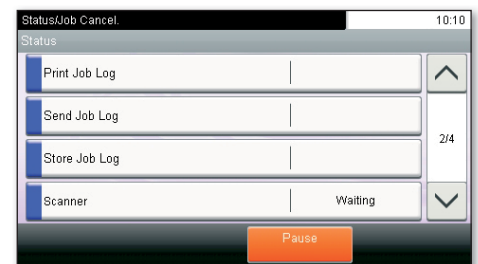 Status/Job Cancel. 10:10
Status
Print Job Log
Send Job Log
Store Job Log
2/4
Scanner Waiting
Pause